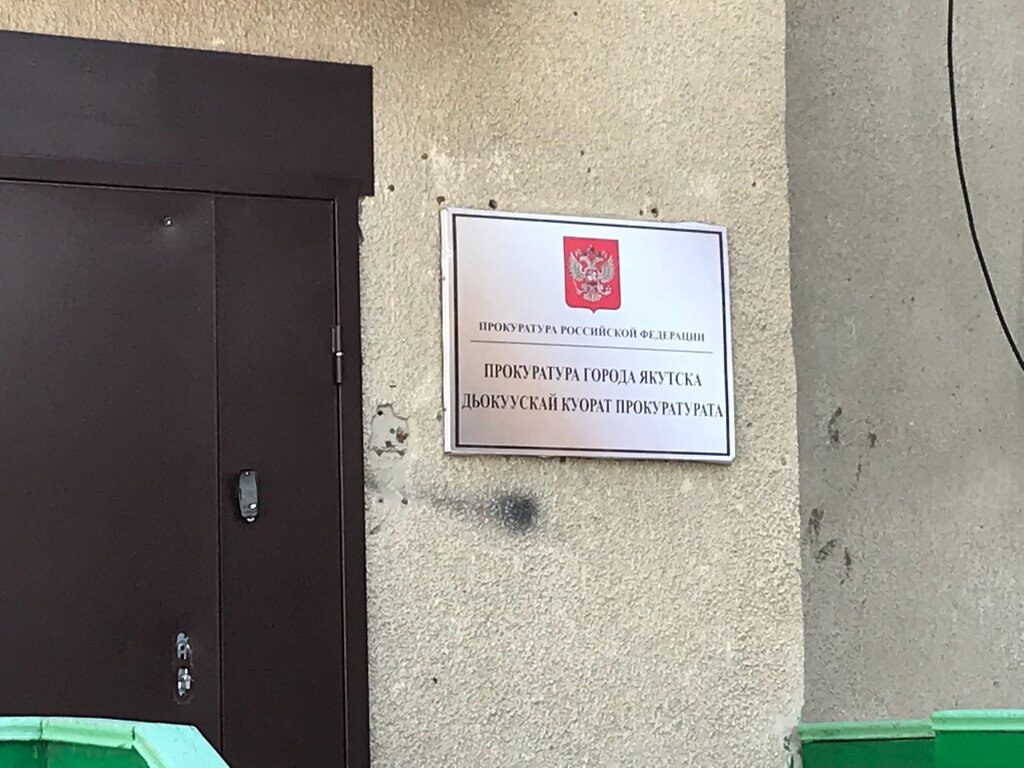 ПРОКУРАТУРА РОССИЙСКОЙ ФЕДЕРАЦИИ
ПРОКУРАТУРА ГОРОДА ЯКУТСКА
ДЬОКУУСКАЙ КУОРАТ ПРОКУРАТУРАТА